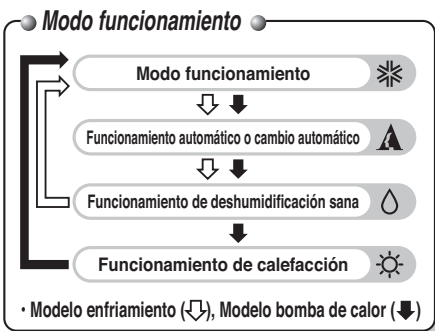 Modo funcionamiento
Modo funcionamiento
Funcionamiento automático o cambio automático
Funcionamiento de deshumidificación sana
Funcionamiento de calefacción
· Modelo enfriamiento (⇩), Modelo bomba de calor (⬇)